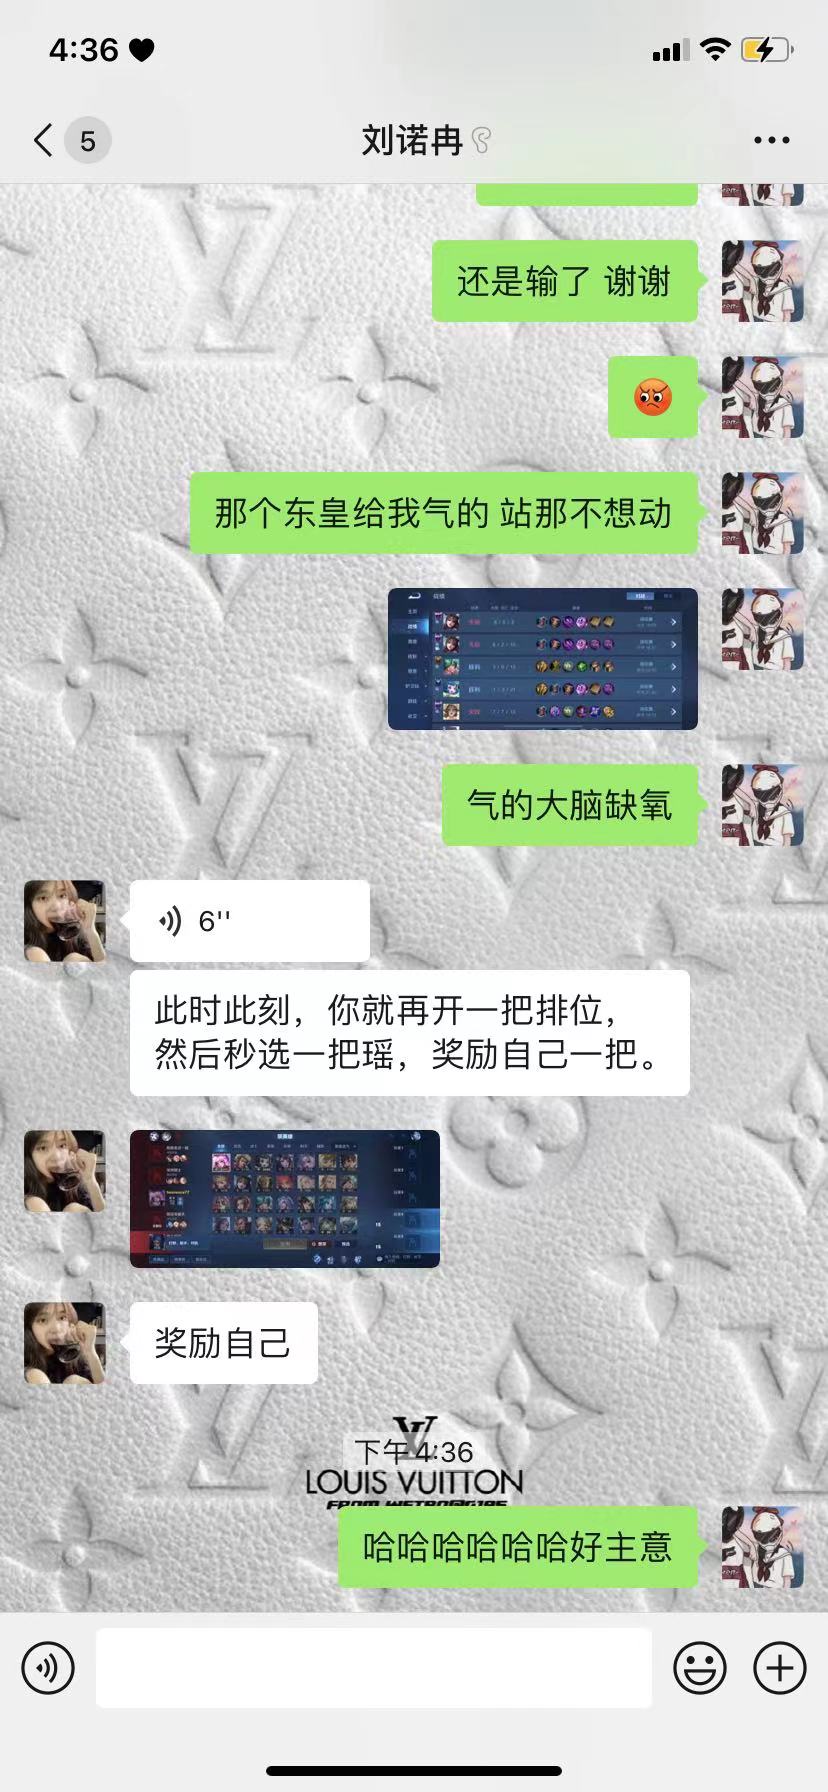 4:36
5
刘诺冉
还是输了 谢谢
那个东皇给我气的 站那不想动
气的大脑缺氧
6''
此时此刻，你就再开一把排位，
然后秒选一把瑶，奖励自己一把。
奖励自己
下午 4:36
LOUIS VUITTON
哈哈哈哈哈哈好主意